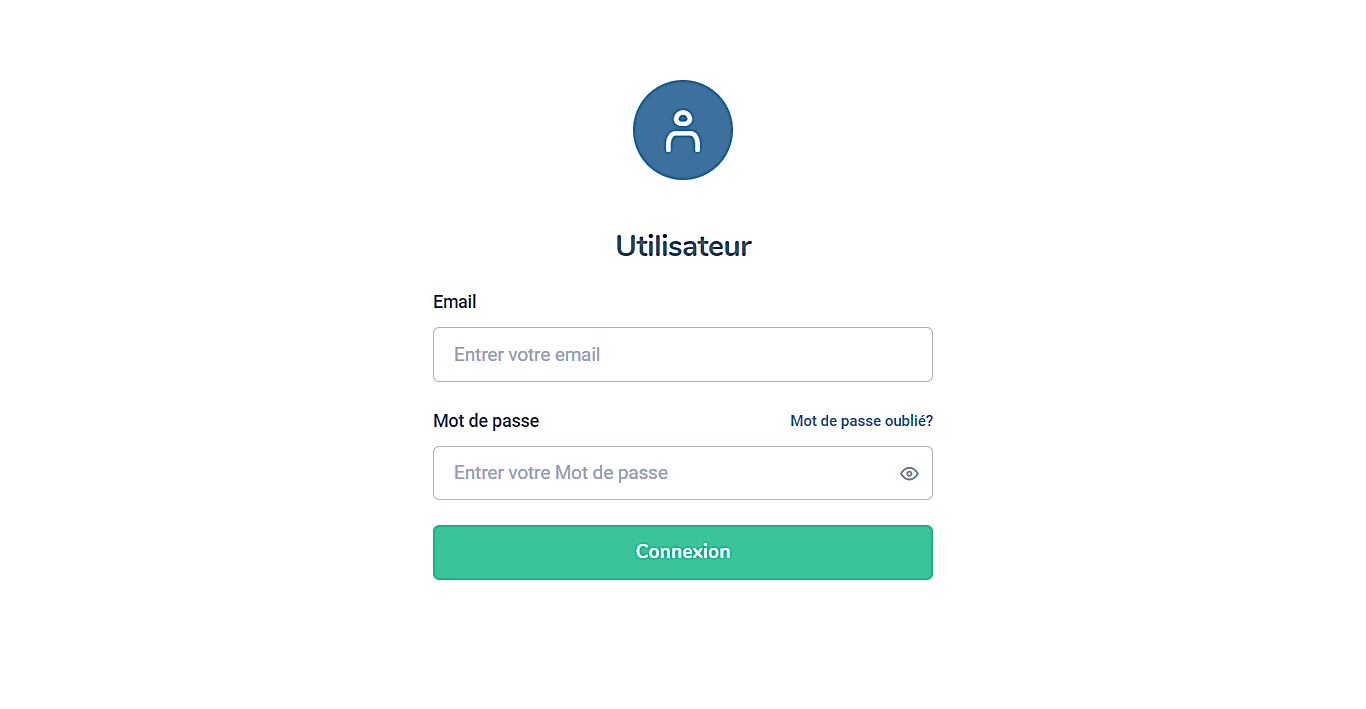 Utilisateur
Email
Entrer votre email
Mot de passe Mot de passe oublié?
Entrer votre Mot de passe
Connexion